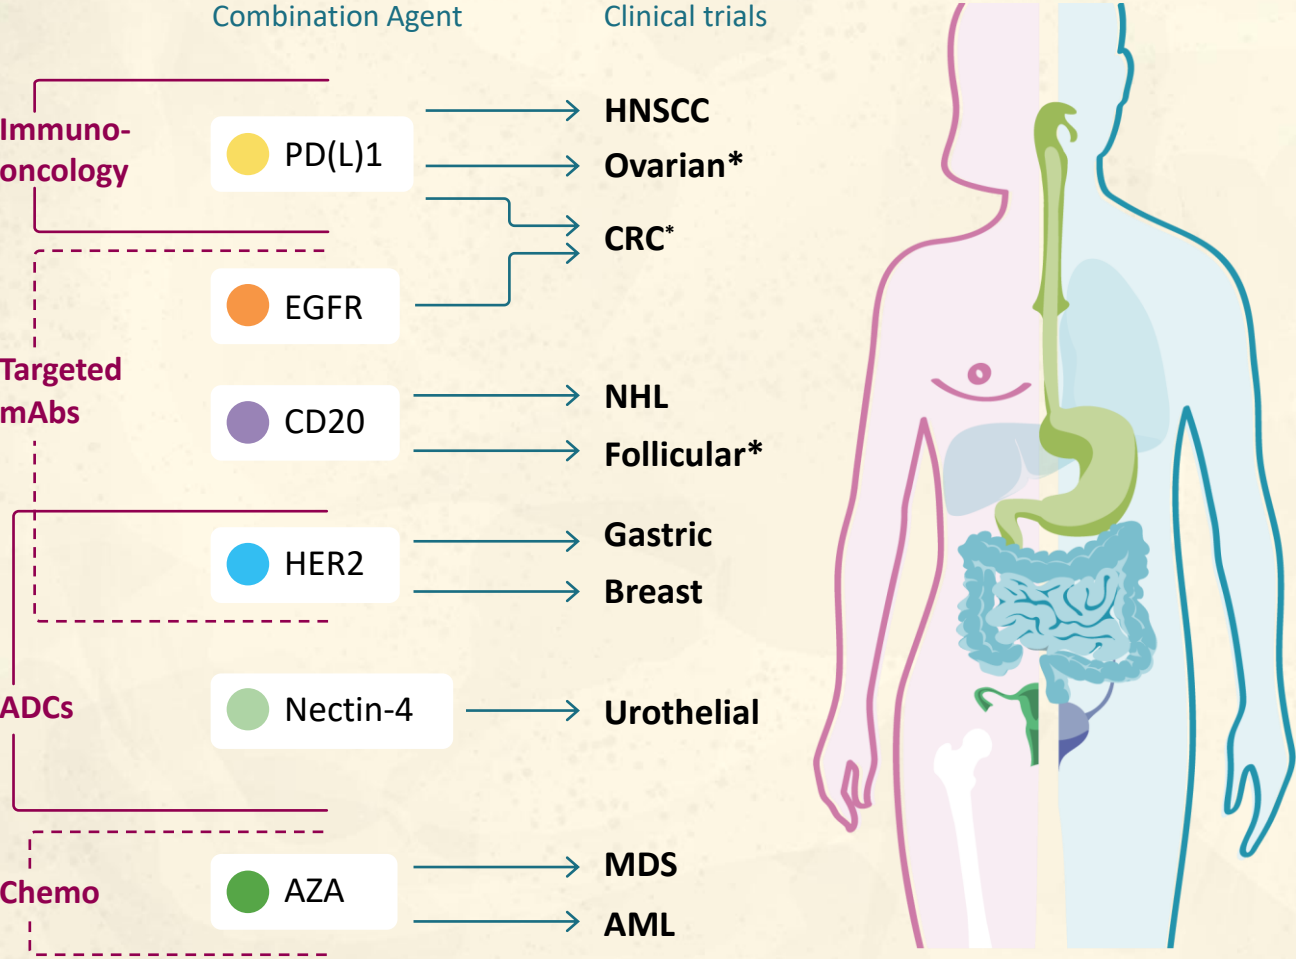 Combination Agent
Clinical trials
Immuno-
oncology
PD(L)1
HNSCC
Ovarian*
CRC*
EGFR
Targeted
mAbs
CD20
NHL
Follicular*
HER2
Gastric
Breast
ADCs
Nectin-4
Urothelial
Chemo
AZA
MDS
AML